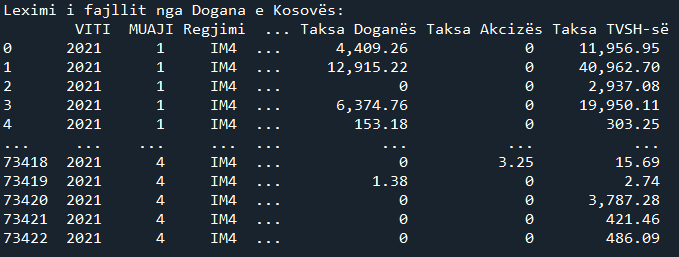 Leximi i fajllit nga Dogana e Kosovës:
VITI MUAJI Regjimi ... Taksa Doganës Taksa Akcizës Taksa TVSH-së
0 2021 1 IM4 ... 4,409.26 0 11,956.95
1 2021 1 IM4 ... 12,915.22 0 40,962.70
2 2021 1 IM4 ... 0 0 2,937.08
3 2021 1 IM4 ... 6,374.76 0 19,950.11
4 2021 1 IM4 ... 153.18 0 303.25
... ... ... ... ... ... ... ...
73418 2021 4 IM4 ... 0 3.25 15.69
73419 2021 4 IM4 ... 1.38 0 2.74
73420 2021 4 IM4 ... 0 0 3,787.28
73421 2021 4 IM4 ... 0 0 421.46
73422 2021 4 IM4 ... 0 0 486.09